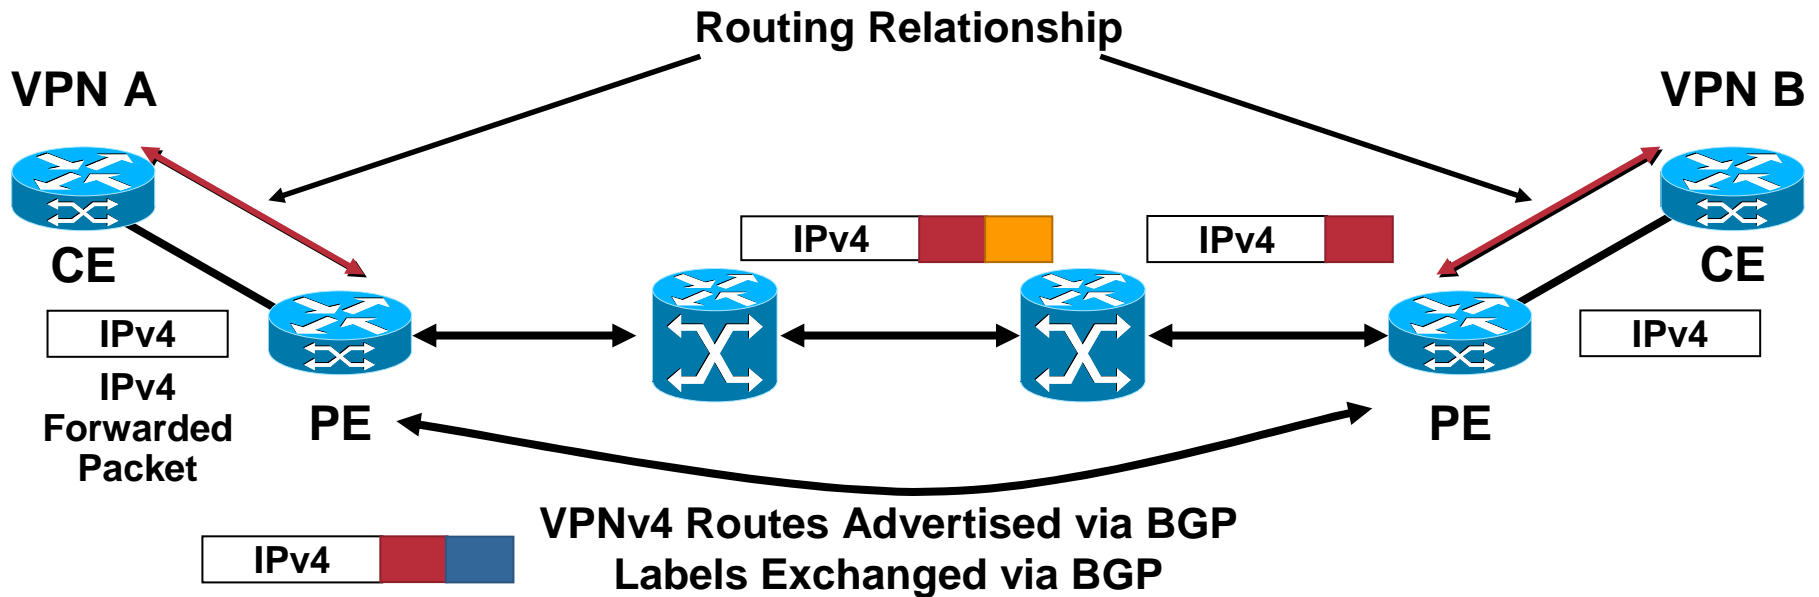 Routing Relationship
VPN A
VPN B
CE
CE
IPv4
IPv4
IPv4
IPv4
IPv4
Forwarded
Packet
PE
PE
VPNv4 Routes Advertised via BGP
Labels Exchanged via BGP
IPv4